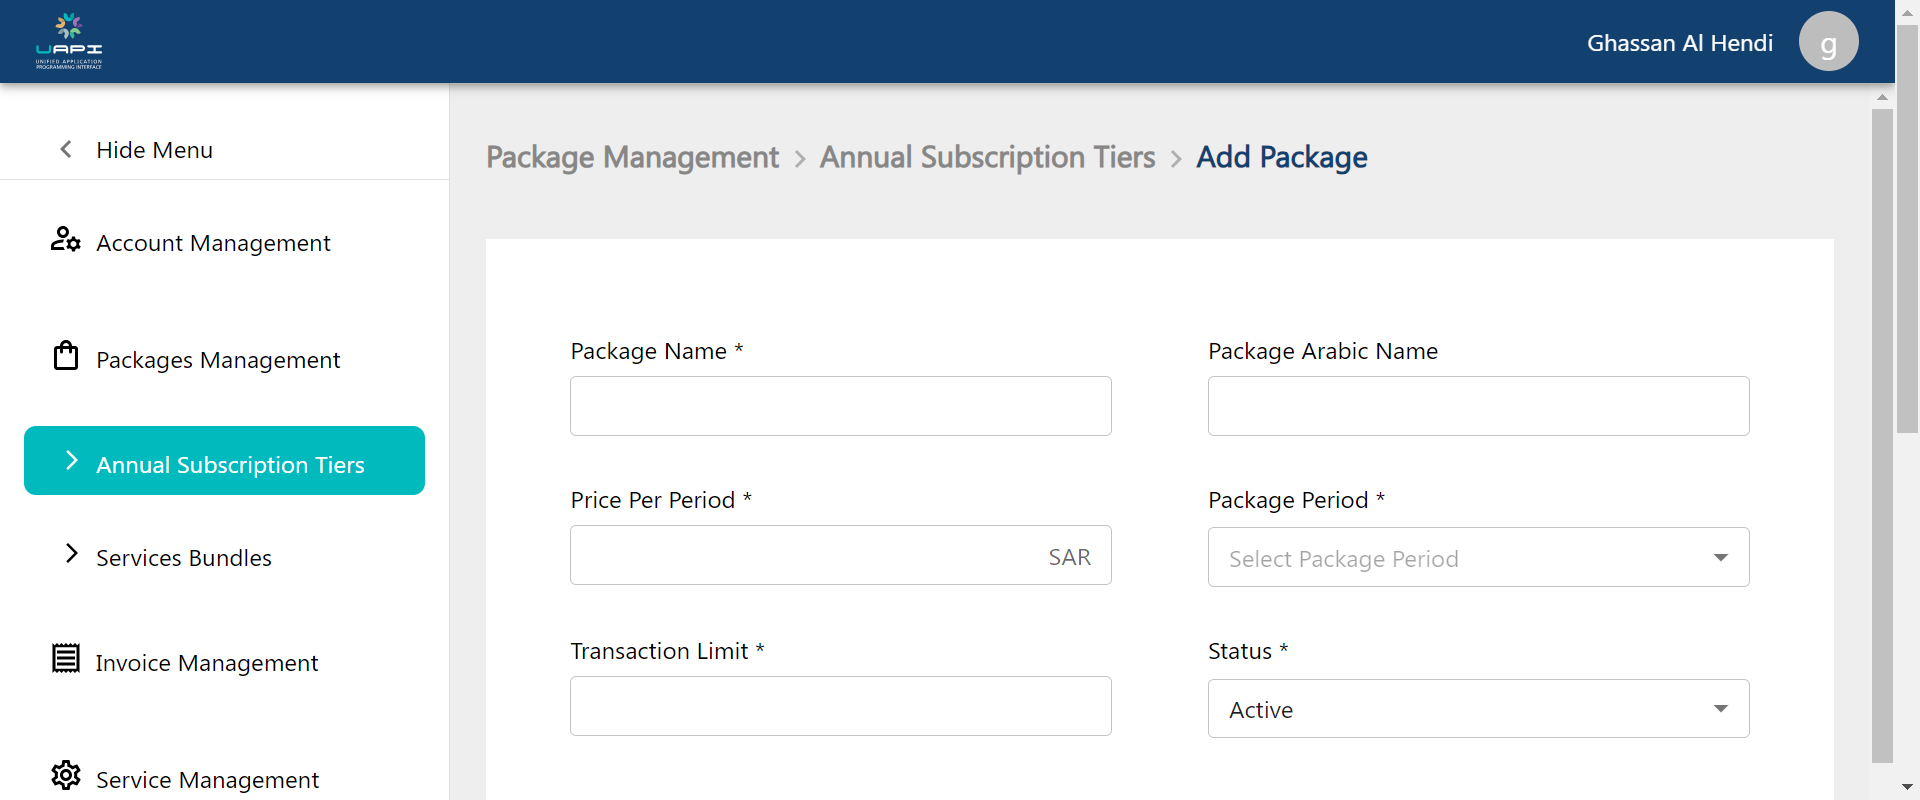 UAPI
UNIFIED APPLICATION
PROGRAMMING INTERFACE
Ghassan Al Hendi
g
Hide Menu
Account Management
Packages Management
Annual Subscription Tiers
Services Bundles
Invoice Management
Service Management
Package Management > Annual Subscription Tiers > Add Package
Package Name *
Package Arabic Name
Price Per Period *
SAR
Package Period *
Select Package Period
Transaction Limit *
Status *
Active